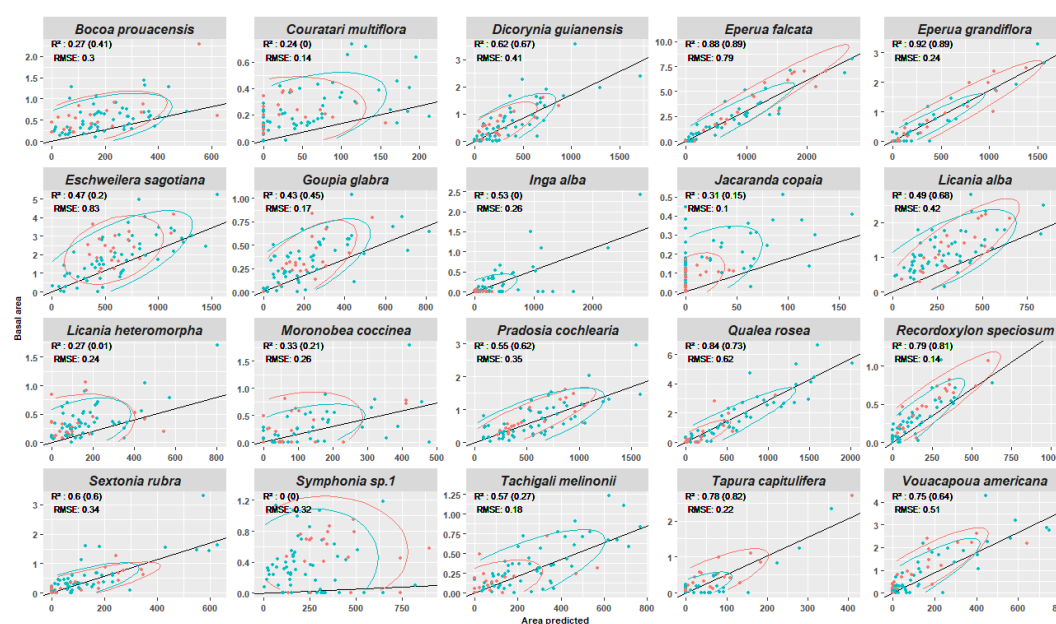 Bocoa prouacensis
R² : 0.27 (0.41)
RMSE: 0.3
Couratari multiflora
R² : 0.24 (0)
RMSE: 0.14
Dicorynia guianensis
R² : 0.62 (0.67)
RMSE: 0.41
Eperua falcata
R² : 0.88 (0.89)
RMSE: 0.79
Eperua grandiflora
R² : 0.92 (0.89)
RMSE: 0.24
Eschweilera sagotiana
R² : 0.47 (0.2)
RMSE: 0.83
Goupia glabra
R² : 0.43 (0.45)
RMSE: 0.17
Inga alba
R² : 0.53 (0)
RMSE: 0.26
Jacaranda copaia
R² : 0.31 (0.15)
RMSE: 0.1
Licania alba
R² : 0.49 (0.68)
RMSE: 0.42
Licania heteromorpha
R² : 0.27 (0.01)
RMSE: 0.24
Moronobea coccinea
R² : 0.33 (0.21)
RMSE: 0.26
Pradosia cochlearia
R² : 0.55 (0.62)
RMSE: 0.35
Qualea rosea
R² : 0.84 (0.73)
RMSE: 0.62
Recordoxylon speciosum
R² : 0.79 (0.81)
RMSE: 0.14
Sextonia rubra
R² : 0.6 (0.6)
RMSE: 0.34
Symphonia sp.1
R² : 0 (0)
RMSE: 0.32
Tachigali melinonii
R² : 0.57 (0.27)
RMSE: 0.18
Tapura capitulifera
R² : 0.78 (0.82)
RMSE: 0.22
Vouacapoua americana
R² : 0.75 (0.64)
RMSE: 0.51
Basal area
Area predicted